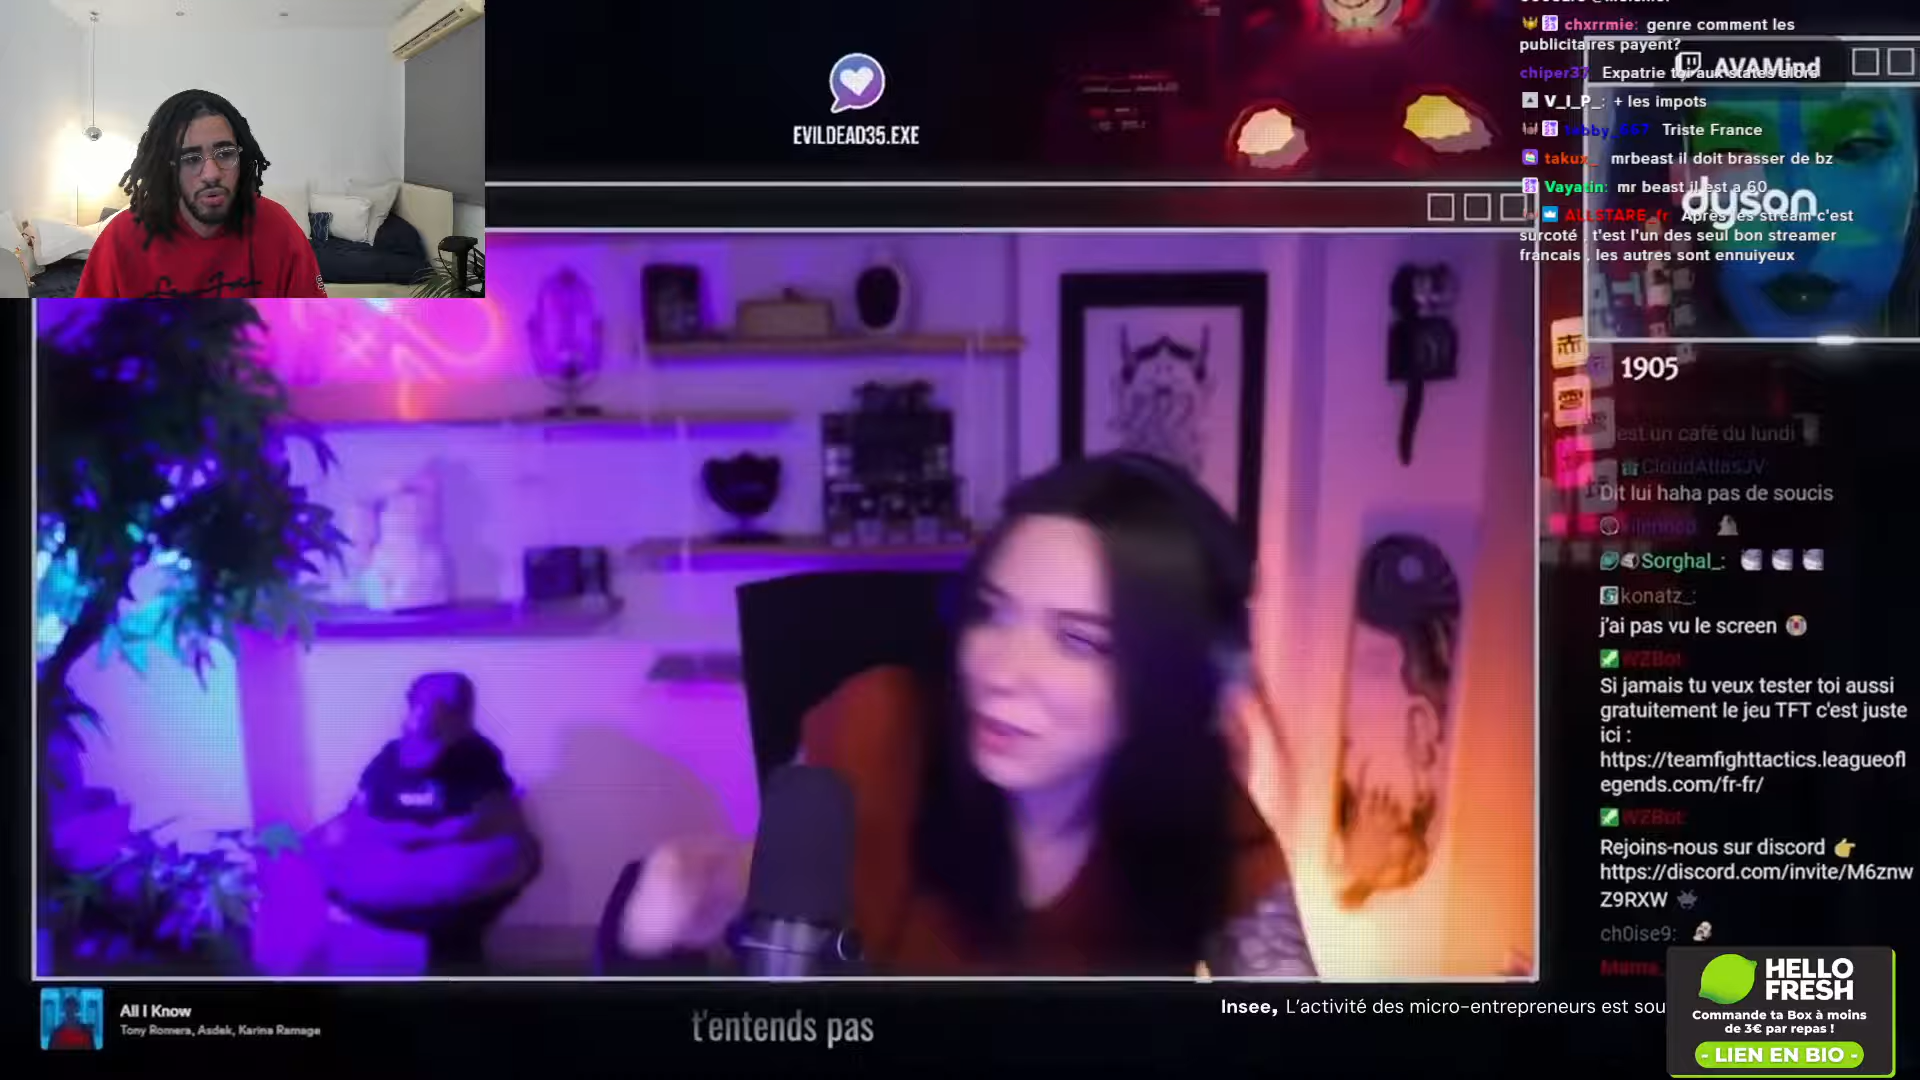 chxrrmie: genre comment les
publicitaires payent?
chiper37 Expatrie toi aux states alors
V_I_P_: + les impots
Triste France
takux_ mrbeast il doit brasser de bz
Vayatin: mr beast il est a 60
ALLSTARE_fr Après les stream c'est
surcoté , t'est l'un des seul bon streamer
francais , les autres sont ennuiyeux
AVAMind
dyson
EVILDEAD35.EXE
1905
est un café du lundi
CloudAtlasJV:
Dit lui haha pas de soucis
Sorghal_:
konatz_:
j'ai pas vu le screen
WZBot:
Si jamais tu veux tester toi aussi
gratuitement le jeu TFT c'est juste
ici :
https://teamfighttactics.leagueofl
egends.com/fr-fr/
WZBot:
Rejoins-nous sur discord
https://discord.com/invite/M6znw
Z9RXW
ch0ise9:
HELLO
FRESH
Commande ta Box à moins
de 3€ par repas !
- LIEN EN BIO -
All I Know
Tony Romera, Asdek, Karina Ramage
t'entends pas
Insee, L'activité des micro-entrepreneurs est sou